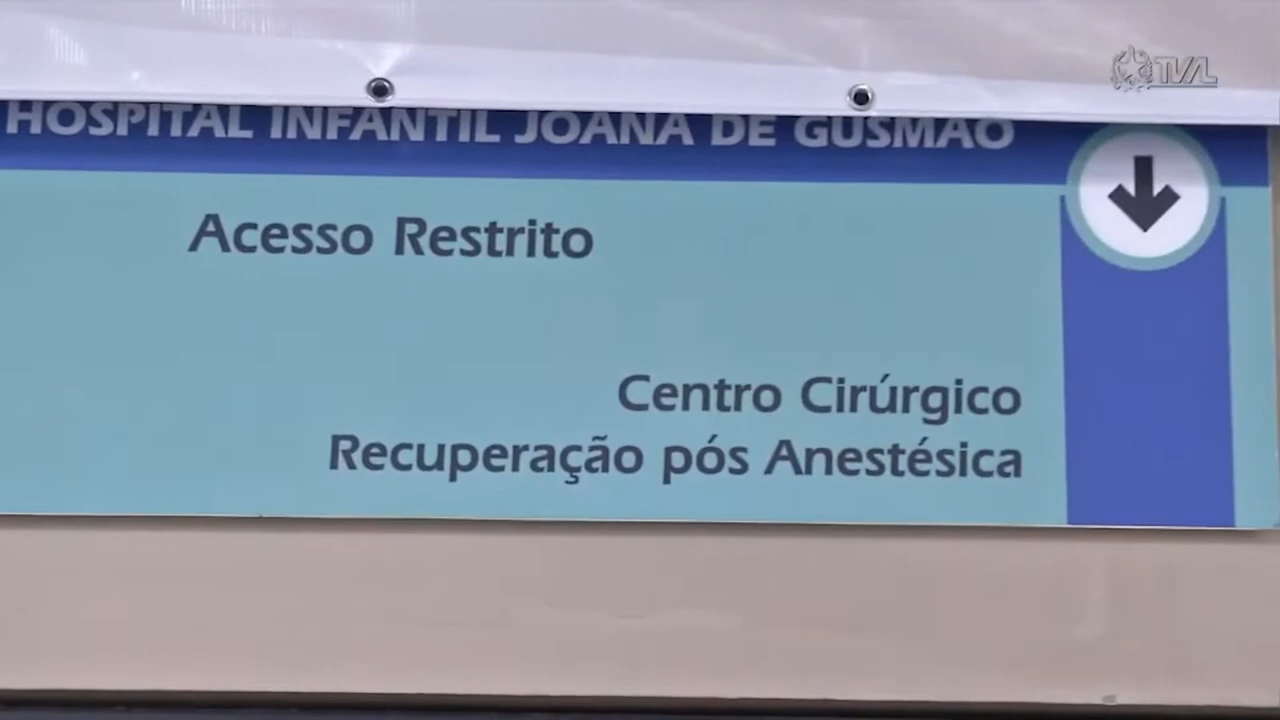 TVAL
HOSPITAL INFANTIL JOANA DE GUSMÃO
Acesso Restrito
Centro Cirúrgico
Recuperação pós Anestésica